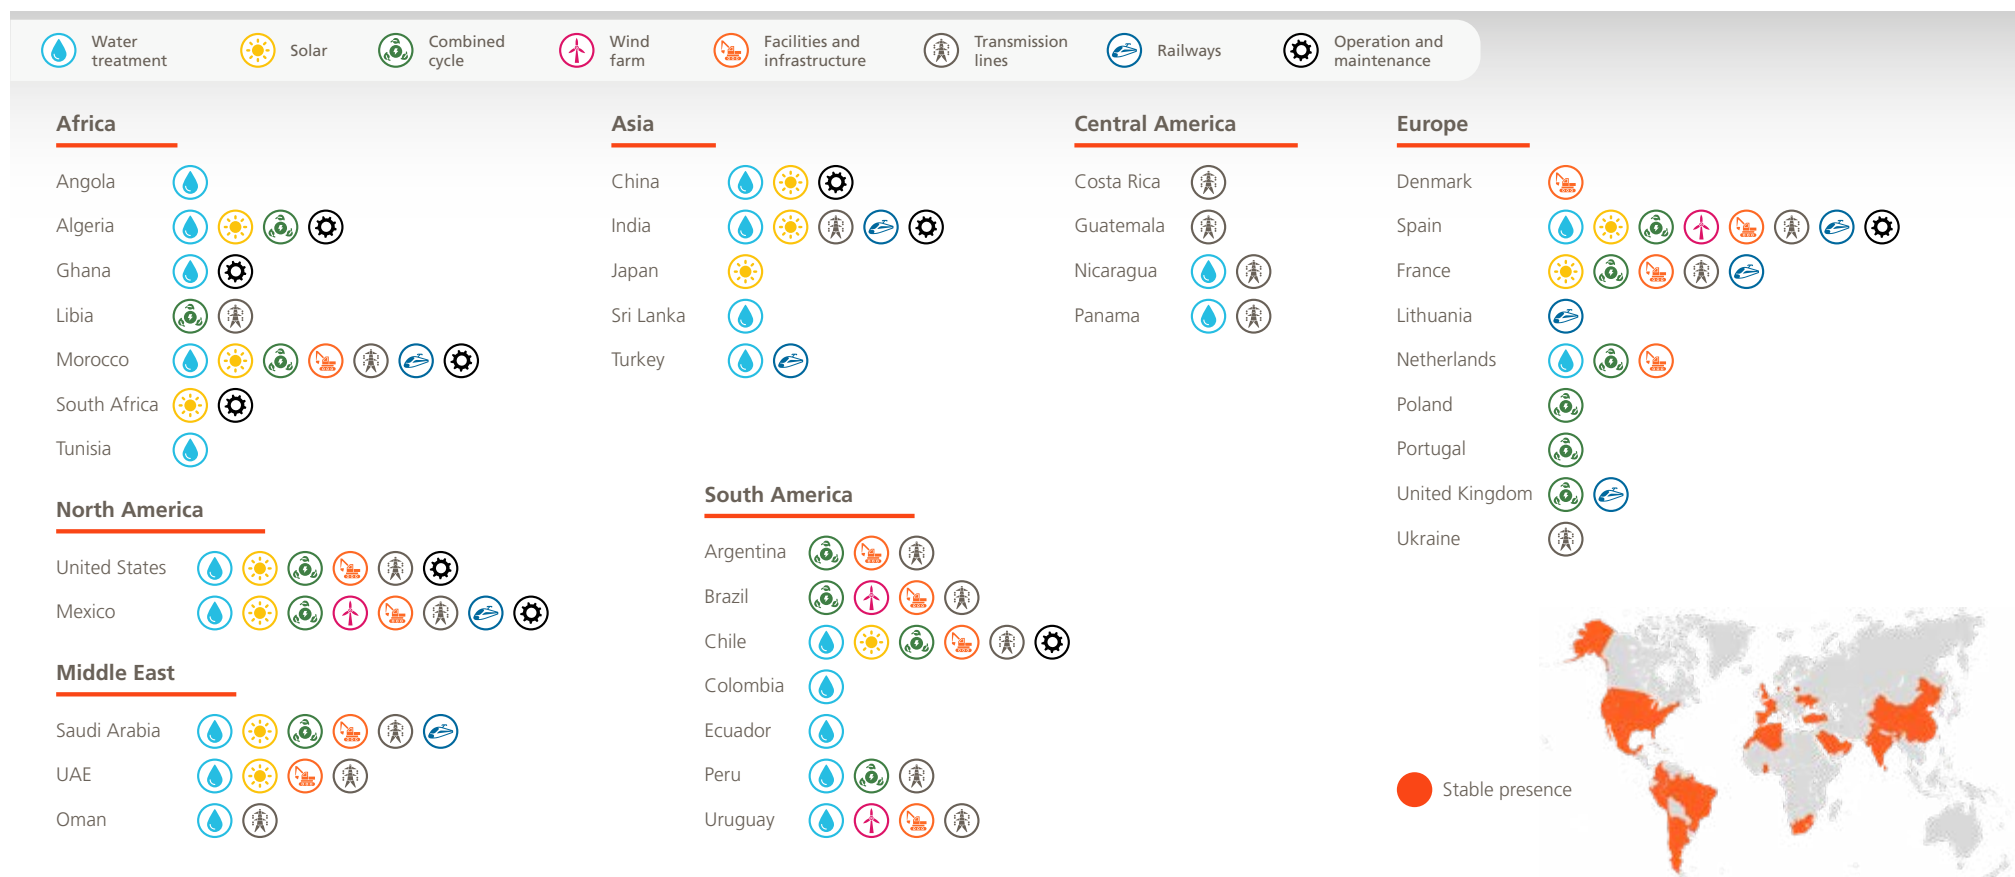 Water
treatment
Solar
Combined
cycle
Wind
farm
Facilities and
infrastructure
Transmission
lines
Railways
Operation and
maintenance
Africa
Angola
Algeria
Ghana
Libia
Morocco
South Africa
Tunisia
North America
United States
Mexico
Middle East
Saudi Arabia
UAE
Oman
Asia
China
India
Japan
Sri Lanka
Turkey
South America
Argentina
Brazil
Chile
Colombia
Ecuador
Peru
Uruguay
Central America
Costa Rica
Guatemala
Nicaragua
Panama
Europe
Denmark
Spain
France
Lithuania
Netherlands
Poland
Portugal
United Kingdom
Ukraine
Stable presence